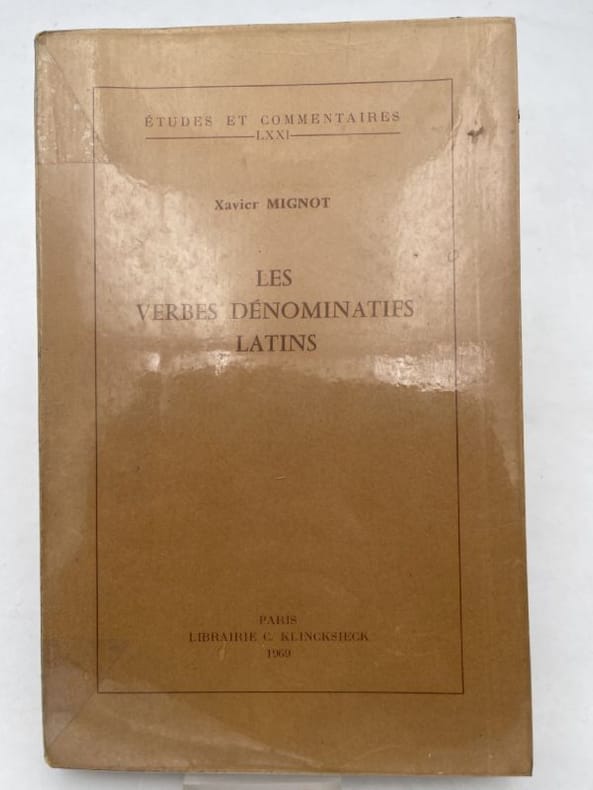 ÉTUDES ET COMMENTAIRES
LXXI
Xavier MIGNOT
LES
VERBES DÉNOMINATIFS
LATINS
PARIS
LIBRAIRIE C. KLINCKSIECK
1969